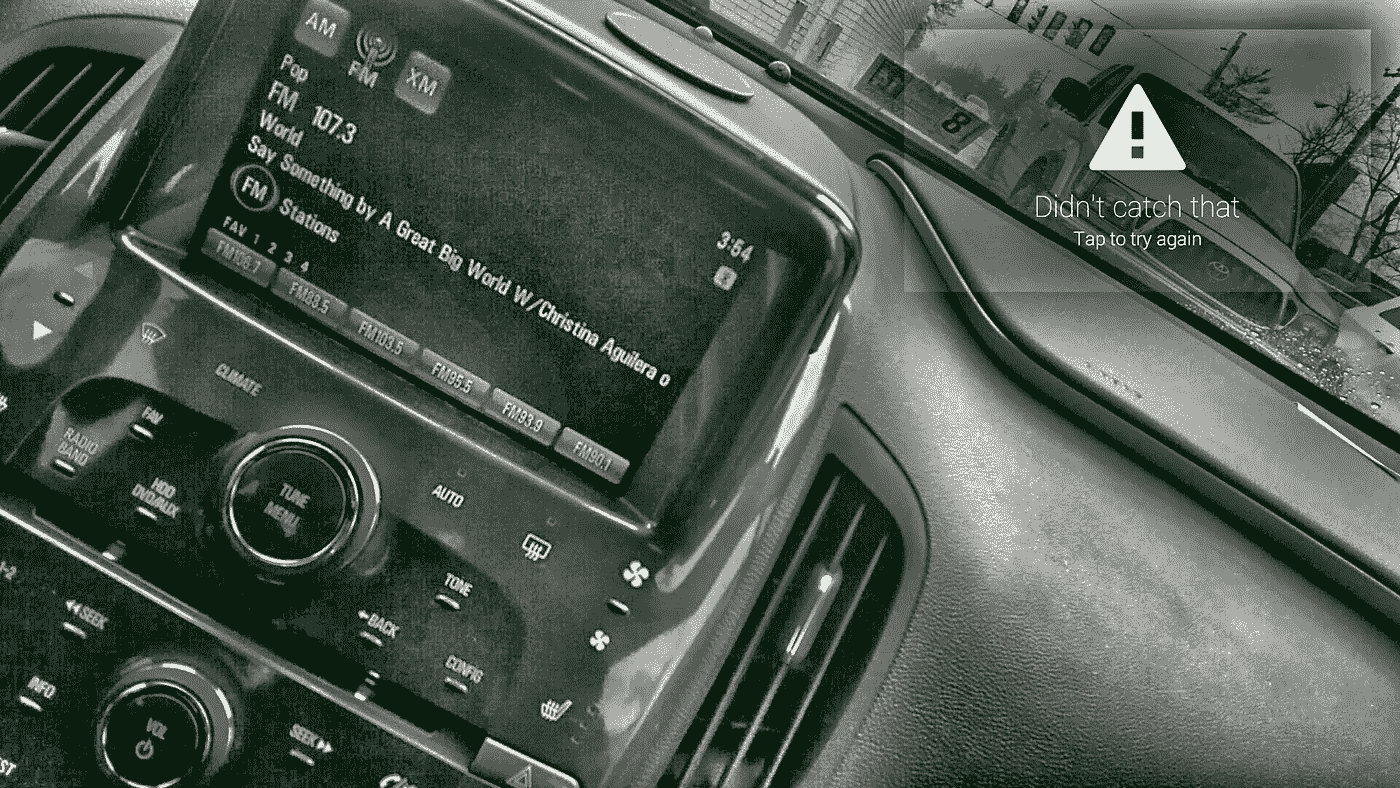 AM
FM
XM
Pop
FM 107.3
World
Say Something by A Great Big World W/Christina Aguilera o
FM Stations
3:54
FAV 1 2 3 4
FM106.7
FM88.5
FM103.5
FM95.5
FM93.9
FM90.1
CLIMATE
FAV
RADIO
BAND
HDD
DVD/AUX
TUNE
MENU
AUTO
TONE
BACK
CONFIG
1-2
SEEK
INFO
VOL
SEEK
8
!
Didn't catch that
Tap to try again